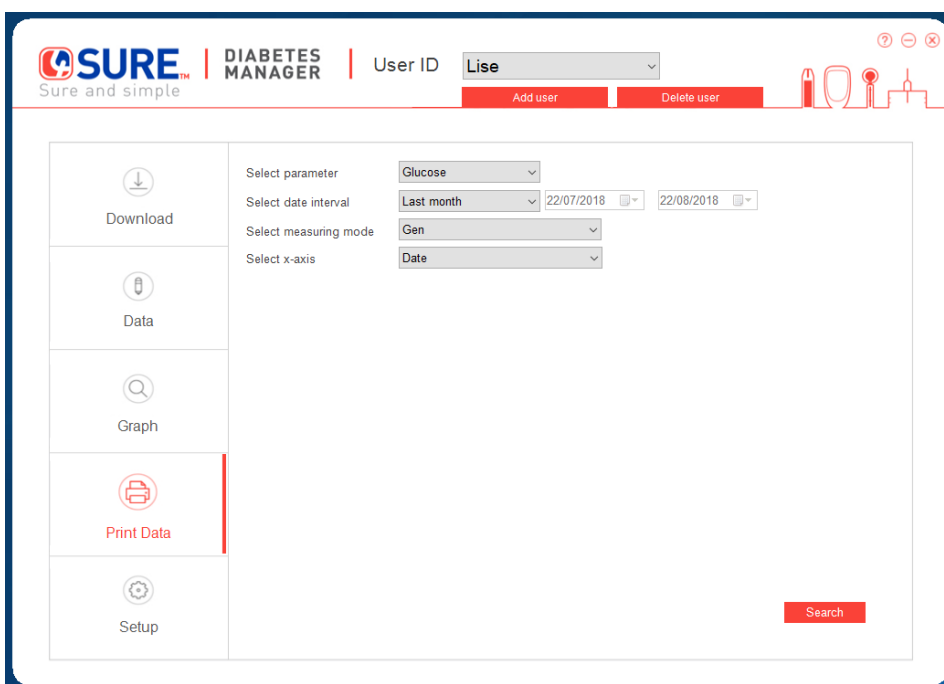 4SURE™ | DIABETES MANAGER | User ID Lise
Sure and simple
Add user Delete user
Download
Data
Graph
Print Data
Setup
Select parameter Glucose
Select date interval Last month 22/07/2018 22/08/2018
Select measuring mode Gen
Select x-axis Date
Search